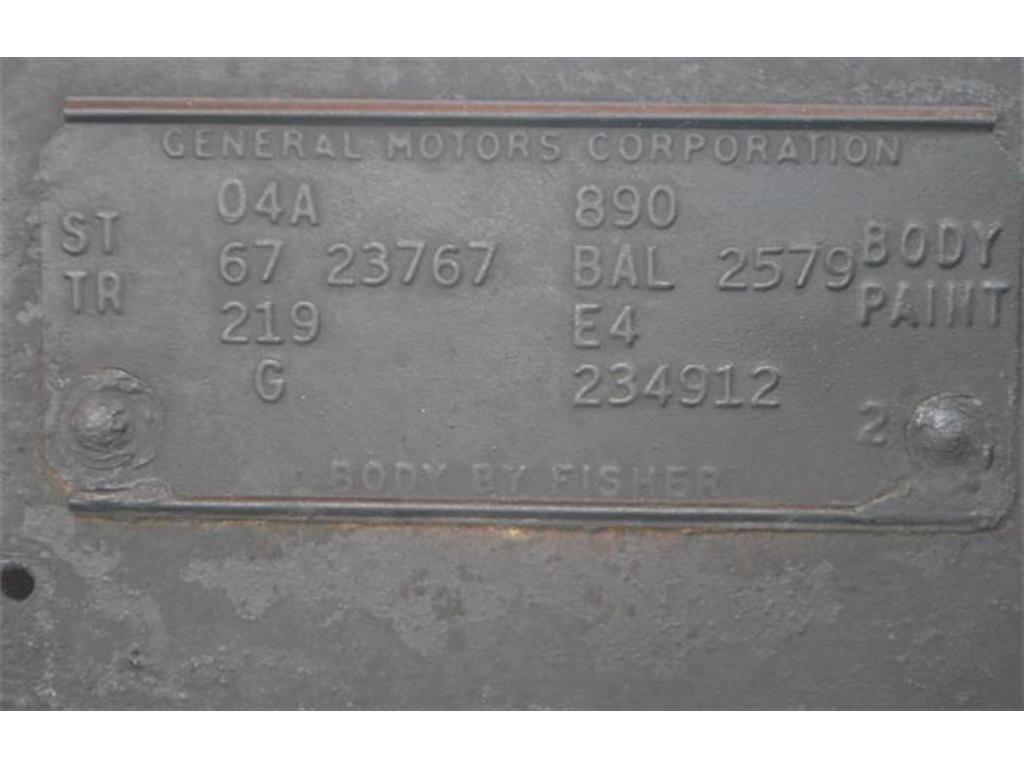 GENERAL MOTORS CORPORATION
04A 890
ST 67 23767 BAL 2579 BODY
TR 219 E4 PAINT
G 234912
2
BODY BY FISHER